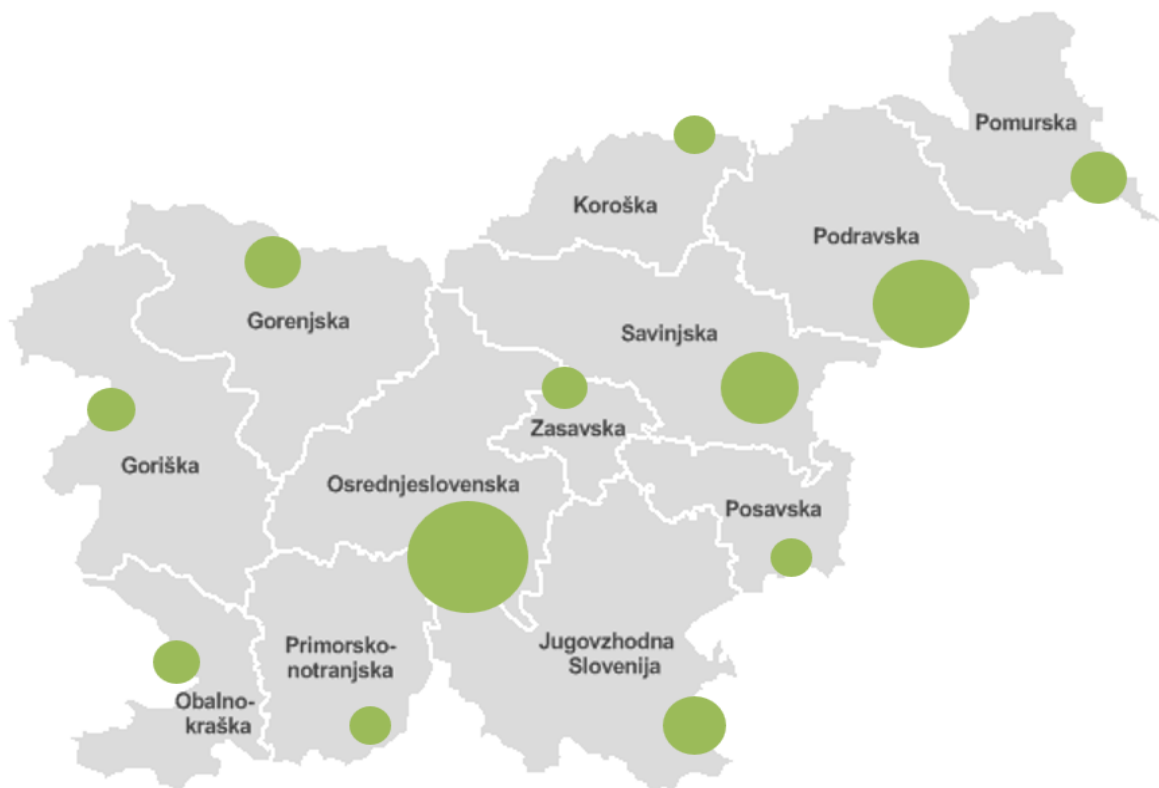 Pomurska
Koroška
Podravska
Gorenjska
Savinjska
Zasavska
Goriška
Osrednjeslovenska
Posavska
Primorsko-
notranjska
Jugovzhodna
Slovenija
Obalno-
kraška